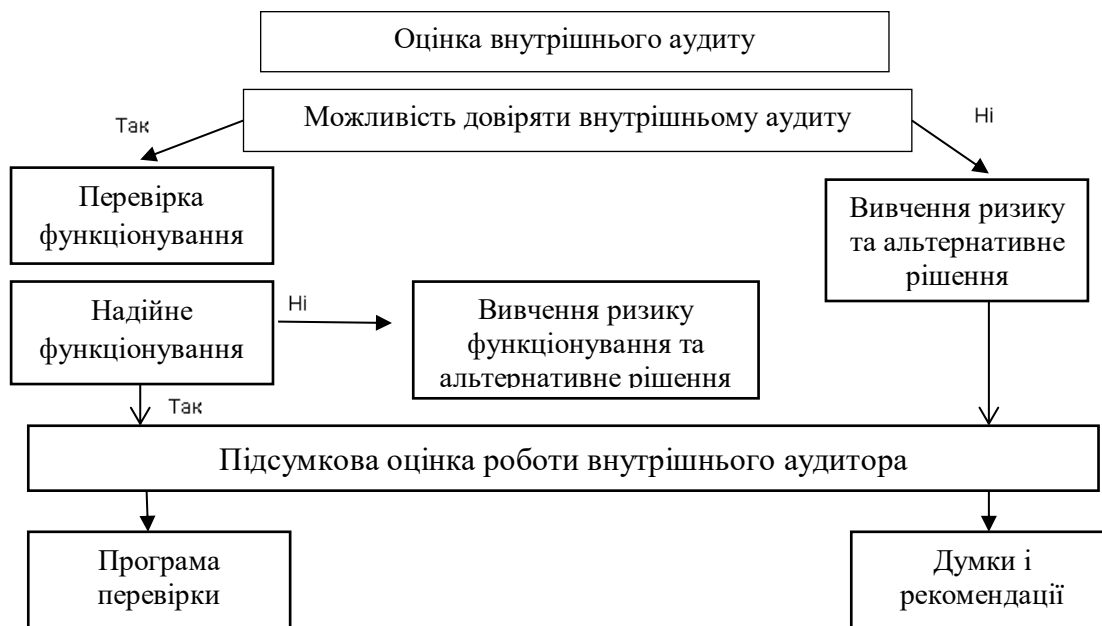 Оцінка внутрішнього аудиту
Можливість довіряти внутрішньому аудиту
Так
Ні
Перевірка
функціонування
Вивчення ризику
та альтернативне
рішення
Надійне
функціонування
Ні
Вивчення ризику
функціонування та
альтернативне рішення
Так
Підсумкова оцінка роботи внутрішнього аудитора
Програма
перевірки
Думки і
рекомендації